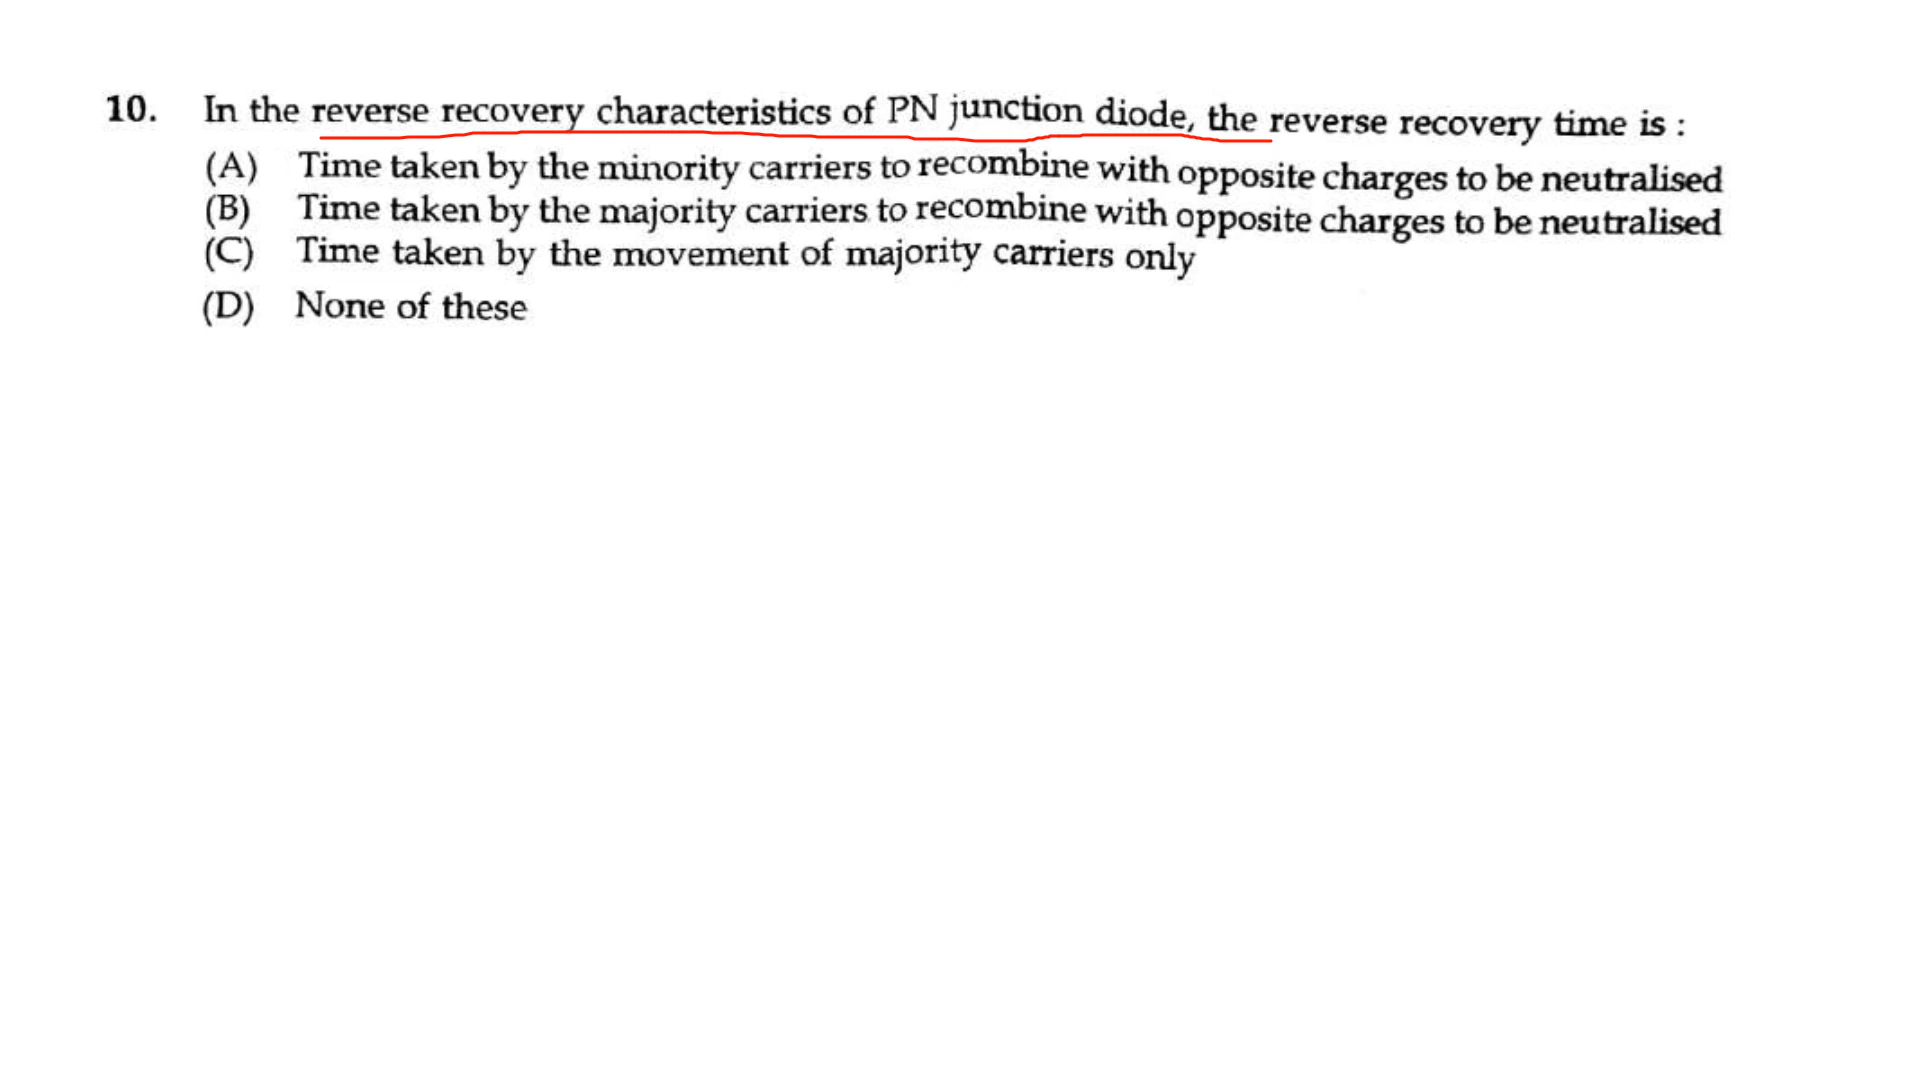 10. In the reverse recovery characteristics of PN junction diode, the reverse recovery time is :
(A) Time taken by the minority carriers to recombine with opposite charges to be neutralised
(B) Time taken by the majority carriers to recombine with opposite charges to be neutralised
(C) Time taken by the movement of majority carriers only
(D) None of these